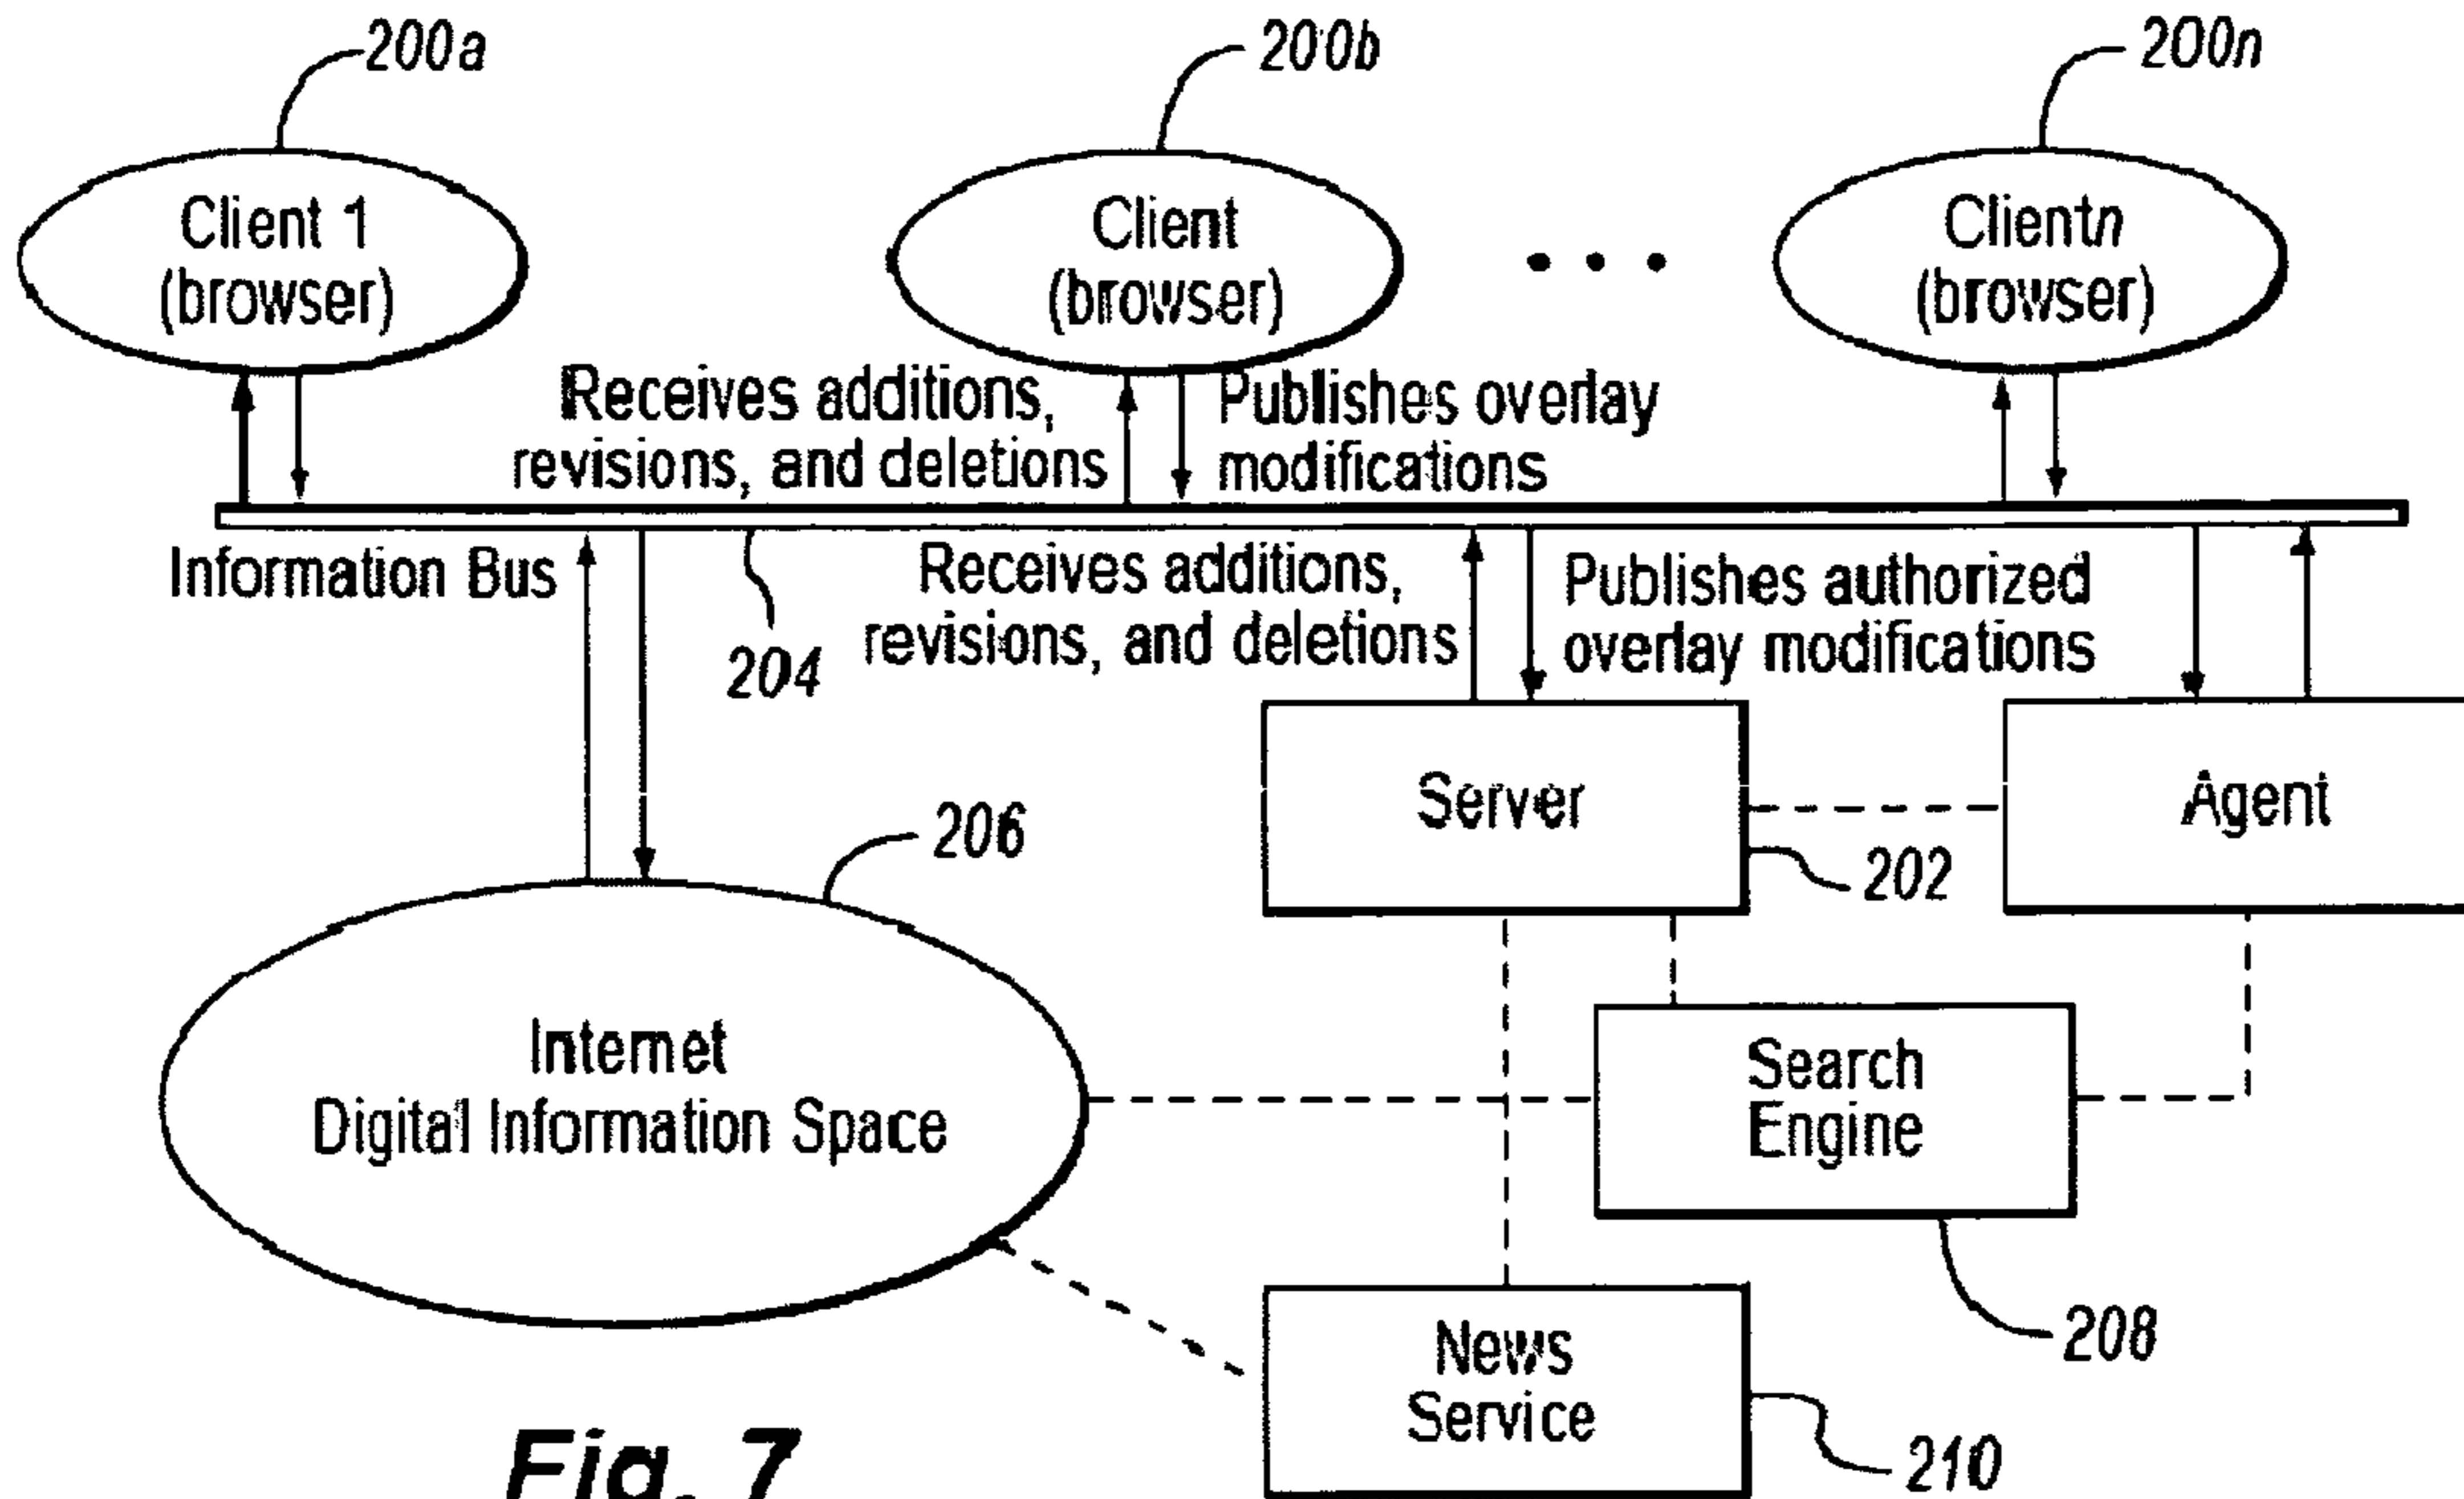 200a
200b
200n
Client 1
(browser)
Client
(browser)
Clientn
(browser)
Receives additions,
revisions, and deletions
Publishes overlay
modifications
Information Bus
204
Receives additions,
revisions, and deletions
Publishes authorized
overlay modifications
Server
Agent
202
206
Internet
Digital Information Space
Search
Engine
208
News
Service
210
Fig. 7